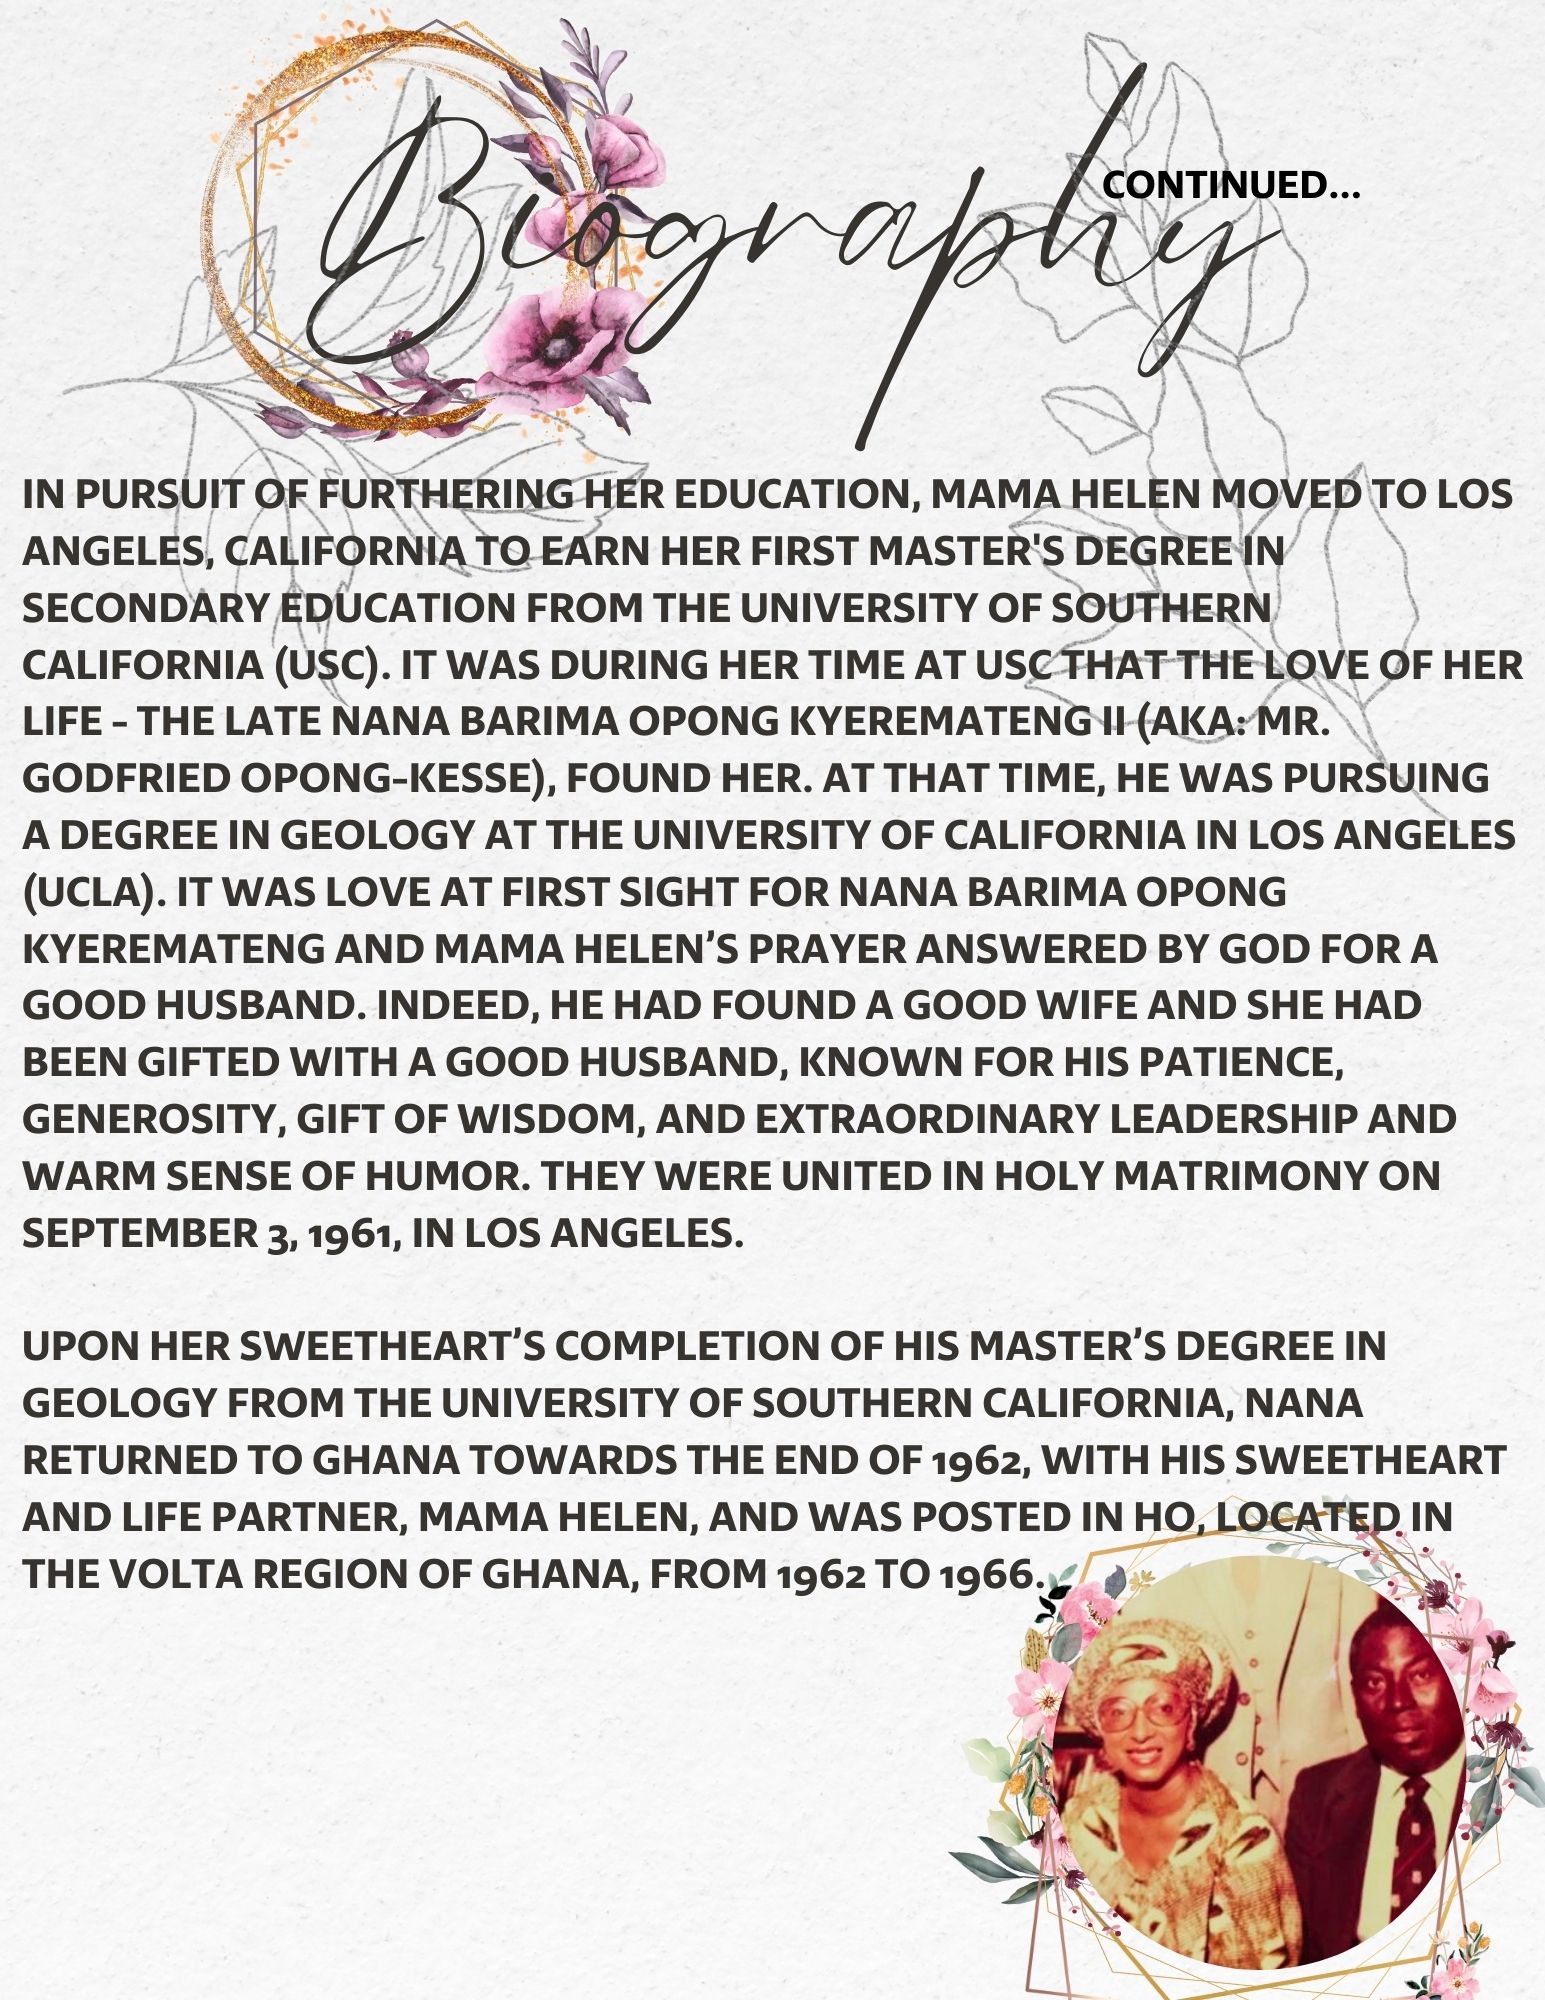 Biography
CONTINUED...
IN PURSUIT OF FURTHERING HER EDUCATION, MAMA HELEN MOVED TO LOS
ANGELES, CALIFORNIA TO EARN HER FIRST MASTER'S DEGREE IN
SECONDARY EDUCATION FROM THE UNIVERSITY OF SOUTHERN
CALIFORNIA (USC). IT WAS DURING HER TIME AT USC THAT THE LOVE OF HER
LIFE - THE LATE NANA BARIMA OPONG KYEREMATENG II (AKA: MR.
GODFRIED OPONG-KESSE), FOUND HER. AT THAT TIME, HE WAS PURSUING
A DEGREE IN GEOLOGY AT THE UNIVERSITY OF CALIFORNIA IN LOS ANGELES
(UCLA). IT WAS LOVE AT FIRST SIGHT FOR NANA BARIMA OPONG
KYEREMATENG AND MAMA HELEN’S PRAYER ANSWERED BY GOD FOR A
GOOD HUSBAND. INDEED, HE HAD FOUND A GOOD WIFE AND SHE HAD
BEEN GIFTED WITH A GOOD HUSBAND, KNOWN FOR HIS PATIENCE,
GENEROSITY, GIFT OF WISDOM, AND EXTRAORDINARY LEADERSHIP AND
WARM SENSE OF HUMOR. THEY WERE UNITED IN HOLY MATRIMONY ON
SEPTEMBER 3, 1961, IN LOS ANGELES.
UPON HER SWEETHEART’S COMPLETION OF HIS MASTER’S DEGREE IN
GEOLOGY FROM THE UNIVERSITY OF SOUTHERN CALIFORNIA, NANA
RETURNED TO GHANA TOWARDS THE END OF 1962, WITH HIS SWEETHEART
AND LIFE PARTNER, MAMA HELEN, AND WAS POSTED IN HO, LOCATED IN
THE VOLTA REGION OF GHANA, FROM 1962 TO 1966.